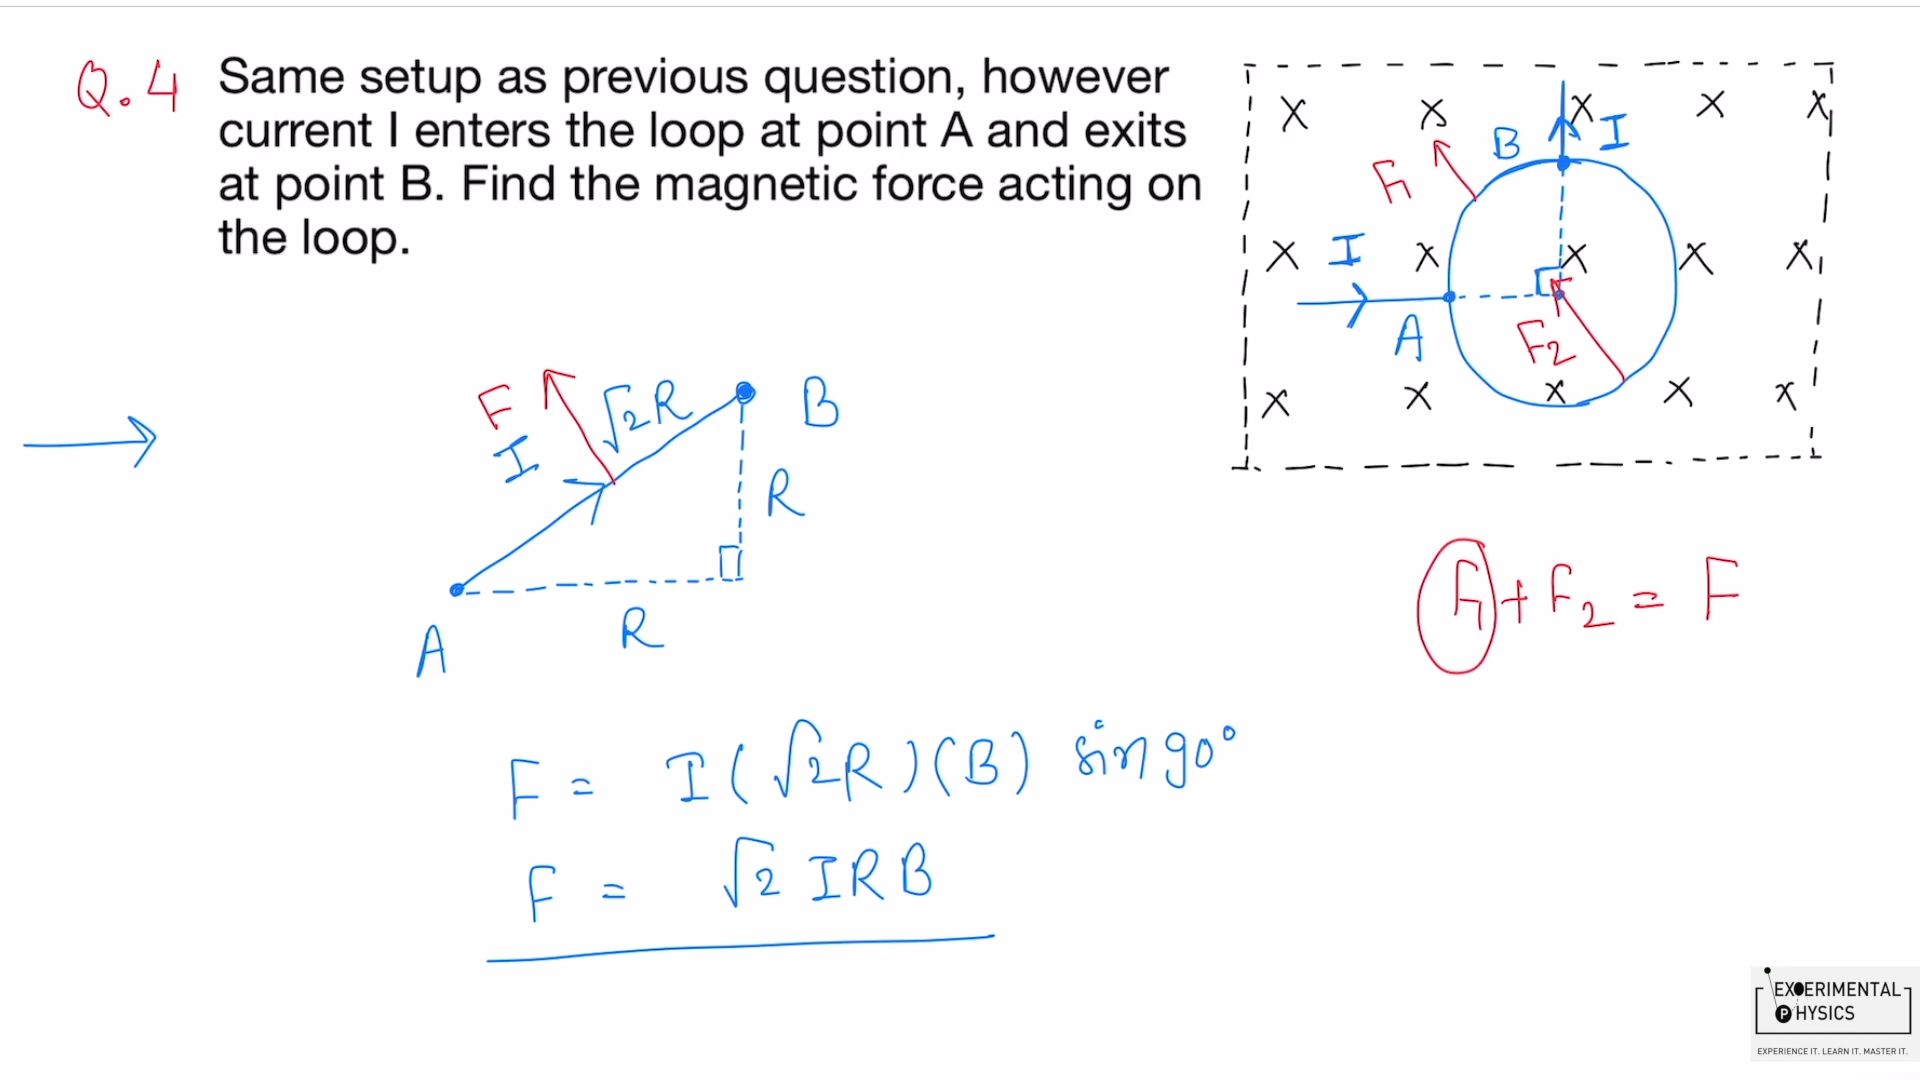 Q.4 Same setup as previous question, however
current I enters the loop at point A and exits
at point B. Find the magnetic force acting on
the loop.
X X X X X
B I
F₁
X I X X X X
A F₂
X X X X X
F √2R B
I
R
A R
F₁ + F₂ = F
F = I (√2R) (B) sin 90°
F = √2 IRB
EXPERIMENTAL
PHYSICS
EXPERIENCE IT. LEARN IT. MASTER IT.